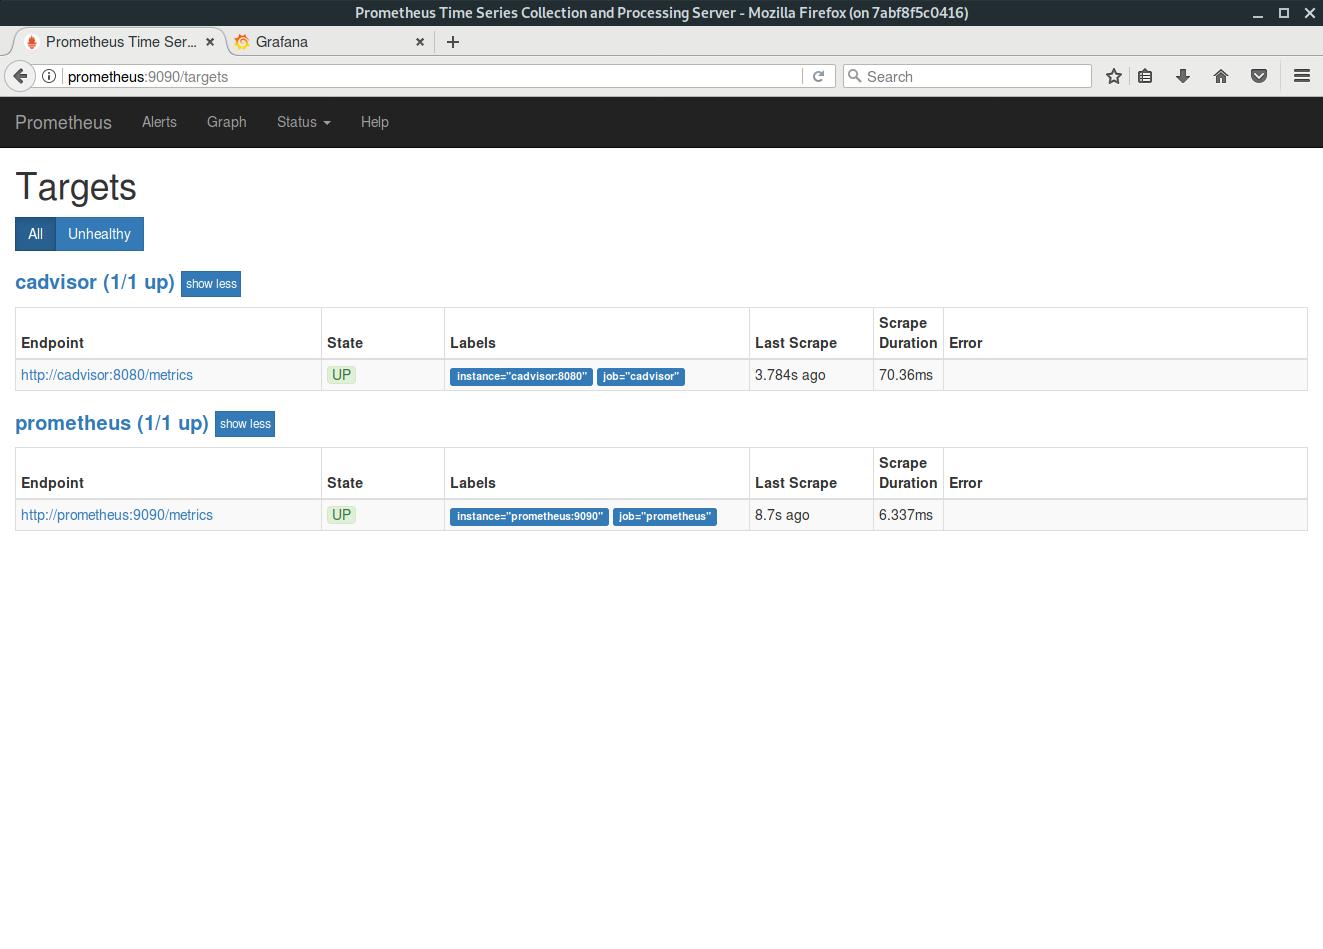 Prometheus Time Series Collection and Processing Server - Mozilla Firefox (on 7abf8f5c0416)
Prometheus Time Ser... Grafana
prometheus:9090/targets Search
Prometheus Alerts Graph Status Help
Targets
All Unhealthy
cadvisor (1/1 up) show less
Endpoint State Labels Last Scrape Scrape Duration Error
http://cadvisor:8080/metrics UP instance="cadvisor:8080" job="cadvisor" 3.784s ago 70.36ms
prometheus (1/1 up) show less
Endpoint State Labels Last Scrape Scrape Duration Error
http://prometheus:9090/metrics UP instance="prometheus:9090" job="prometheus" 8.7s ago 6.337ms